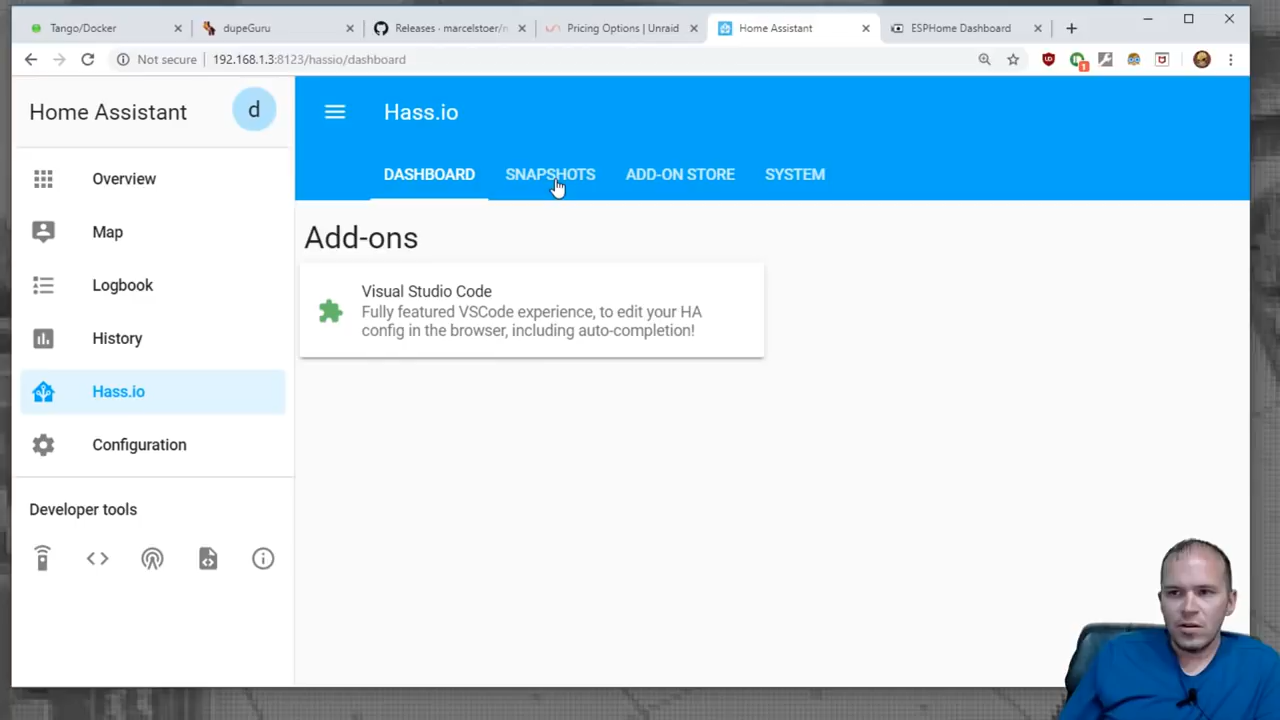 Tango/Docker
dupeGuru
Releases · marcelstoer/n
Pricing Options | Unraid
Home Assistant
ESPHome Dashboard
Not secure
192.168.1.3:8123/hassio/dashboard
1
Home Assistant
d
Hass.io
DASHBOARD
SNAPSHOTS
ADD-ON STORE
SYSTEM
Overview
Map
Logbook
History
Hass.io
Configuration
Developer tools
Add-ons
Visual Studio Code
Fully featured VSCode experience, to edit your HA
config in the browser, including auto-completion!